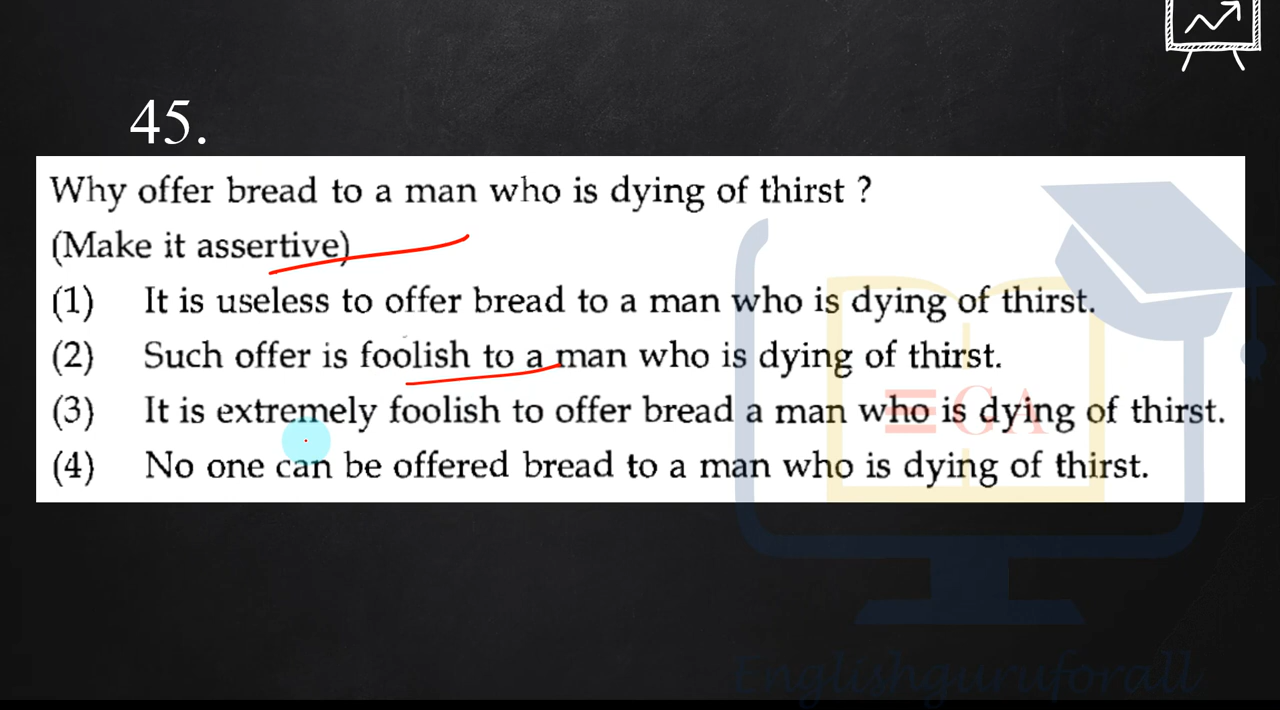 45.
Why offer bread to a man who is dying of thirst ?
(Make it assertive)
(1) It is useless to offer bread to a man who is dying of thirst.
(2) Such offer is foolish to a man who is dying of thirst.
(3) It is extremely foolish to offer bread a man who is dying of thirst.
(4) No one can be offered bread to a man who is dying of thirst.
GA
Englishguruforall